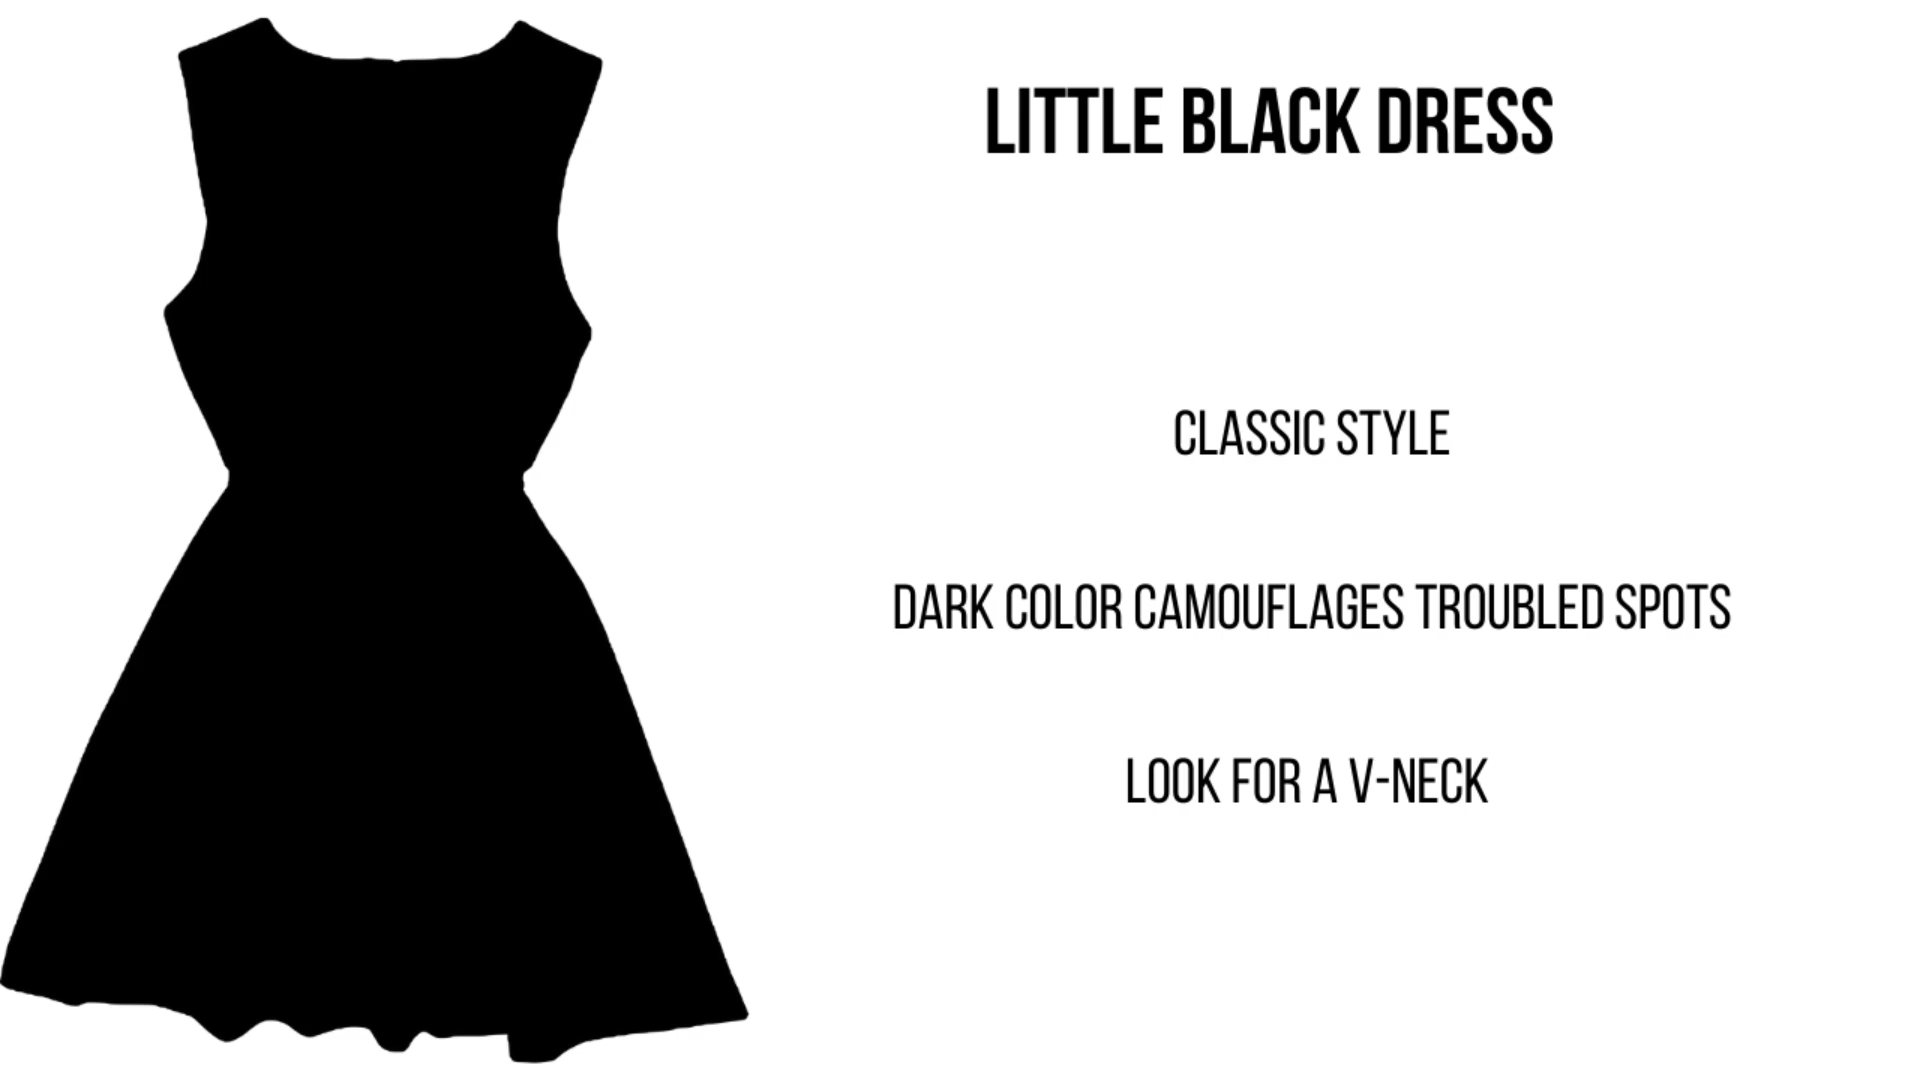 LITTLE BLACK DRESS
CLASSIC STYLE
DARK COLOR CAMOUFLAGES TROUBLED SPOTS
LOOK FOR A V-NECK